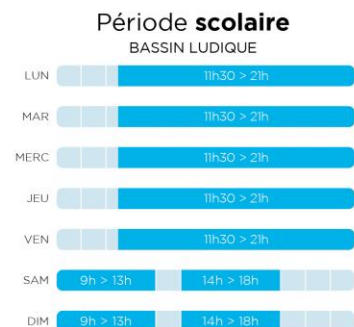 Période scolaire
BASSIN LUDIQUE
LUN 11h30 > 21h
MAR 11h30 > 21h
MERC 11h30 > 21h
JEU 11h30 > 21h
VEN 11h30 > 21h
SAM 9h > 13h 14h > 18h
DIM 9h > 13h 14h > 18h